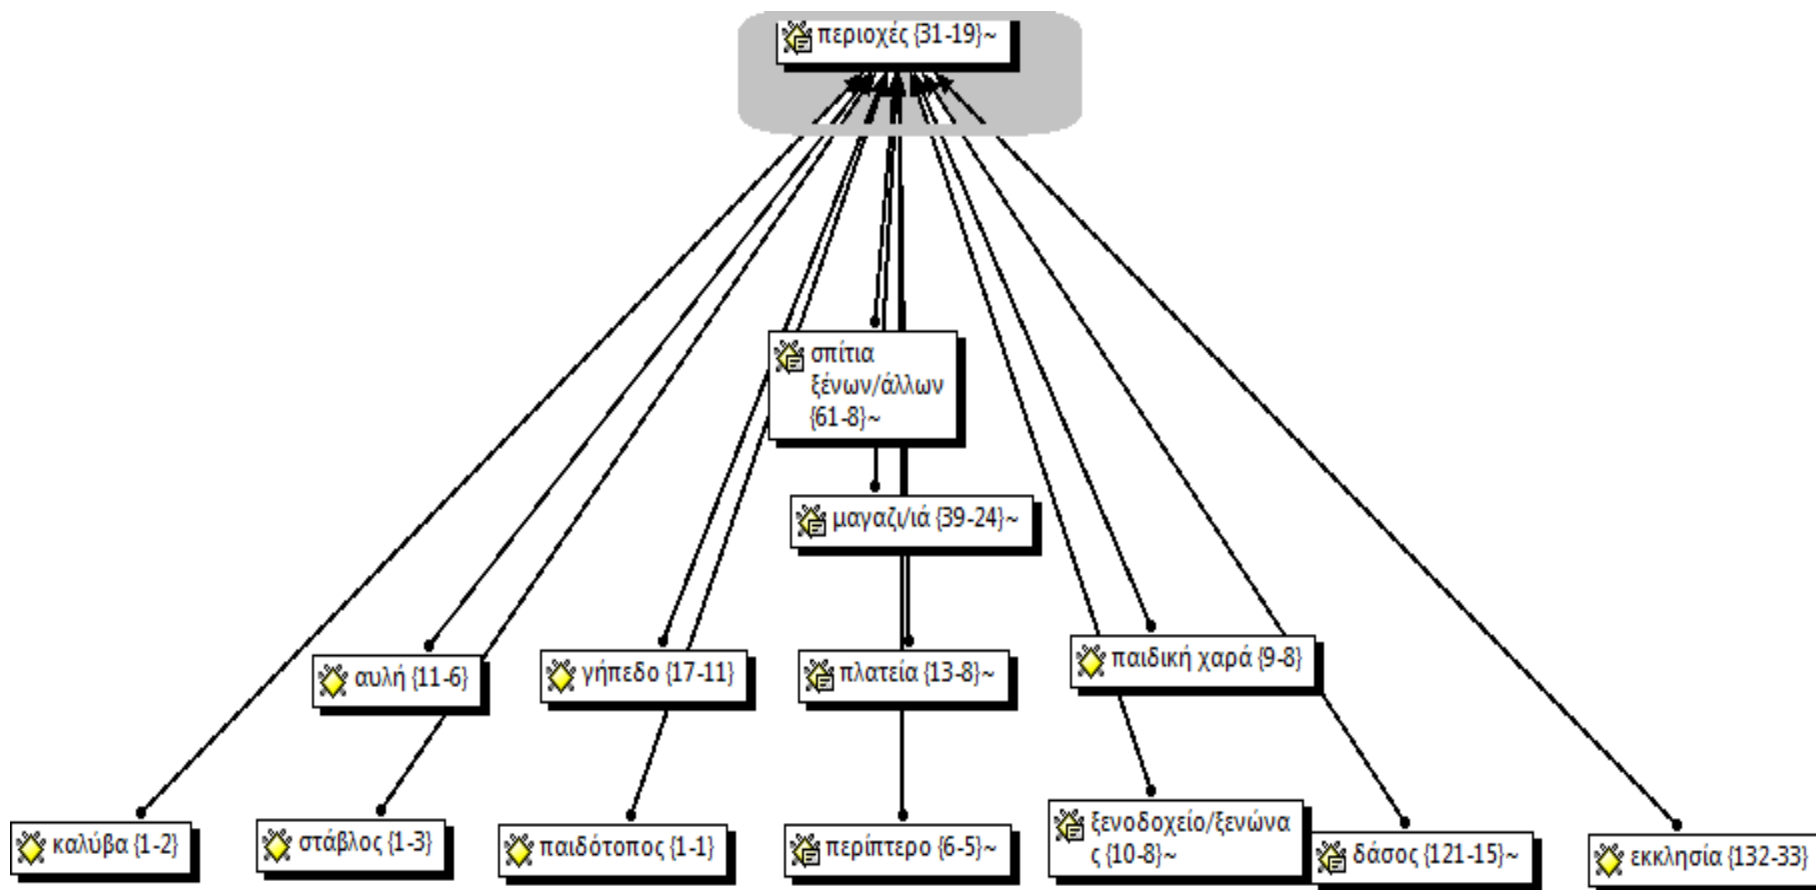 περιοχές {31-19}~
σπίτια
ξένων/άλλων
{61-8}~
μαγαζι/ιά {39-24}~
αυλή {11-6}
γήπεδο {17-11}
πλατεία {13-8}~
παιδική χαρά {9-8}
καλύβα {1-2}
στάβλος {1-3}
παιδότοπος {1-1}
περίπτερο {6-5}~
ξενοδοχείο/ξενώνα
ς {10-8}~
δάσος {121-15}~
εκκλησία {132-33}